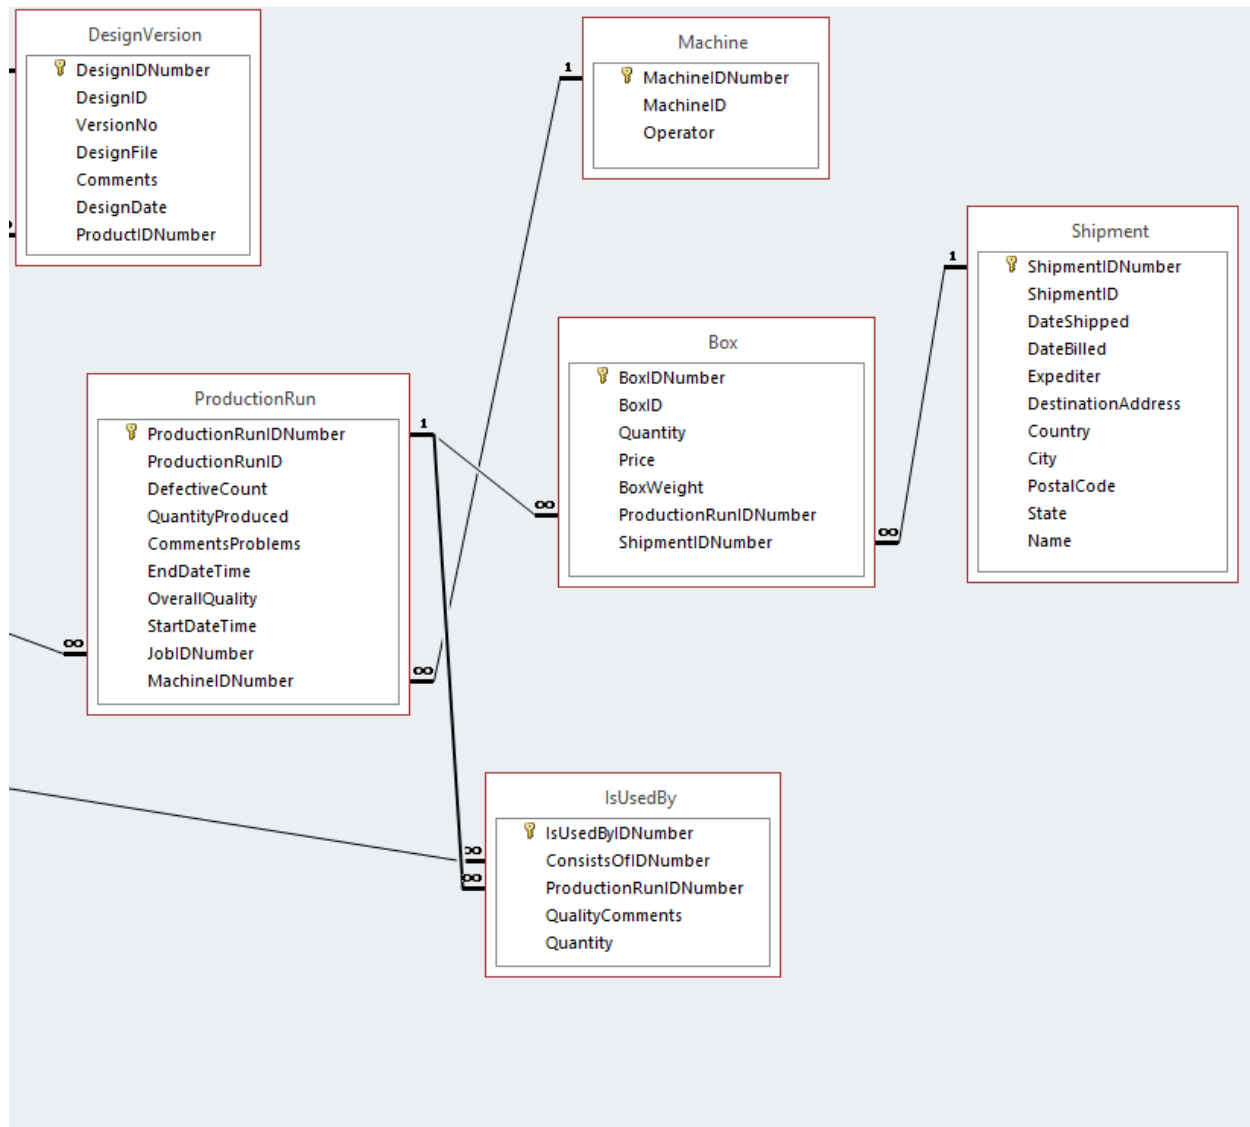 DesignVersion
DesignIDNumber
DesignID
VersionNo
DesignFile
Comments
DesignDate
ProductIDNumber
Machine
1
MachineIDNumber
MachineID
Operator
Shipment
1
ShipmentIDNumber
ShipmentID
DateShipped
DateBilled
Expediter
DestinationAddress
Country
City
PostalCode
State
Name
Box
BoxIDNumber
BoxID
Quantity
Price
BoxWeight
∞
ProductionRunIDNumber
ShipmentIDNumber
∞
ProductionRun
ProductionRunIDNumber
1
ProductionRunID
DefectiveCount
QuantityProduced
CommentsProblems
EndDateTime
OverallQuality
StartDateTime
∞
JobIDNumber
MachineIDNumber
∞
IsUsedBy
IsUsedByIDNumber
∞
ConsistsOfIDNumber
∞
ProductionRunIDNumber
QualityComments
Quantity